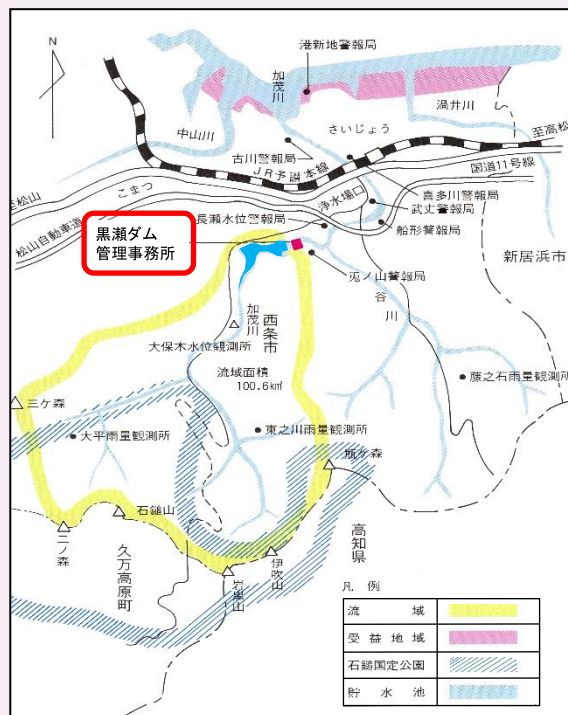 N
港新地警報局
加茂川
渦井川
中山川
さいじょう
至高松
古川警報局
JR予讃本線
国道11号線
至松山
こまつ
浄水場
喜多川警報局
武丈警報局
松山自動車道
長瀬水位警報局
船形警報局
黒瀬ダム
管理事務所
兎ノ山警報局
新居浜市
谷川
加茂川
西条市
大保木水位観測所
流域面積
100.6km²
藤之石雨量観測所
三ケ森
大平雨量観測所
東之川雨量観測所
瓶ケ森
石鎚山
高知県
二ノ森
久万高原町
伊吹山
岩黒山
凡 例
流 域
受 益 地 域
石鎚国定公園
貯 水 池